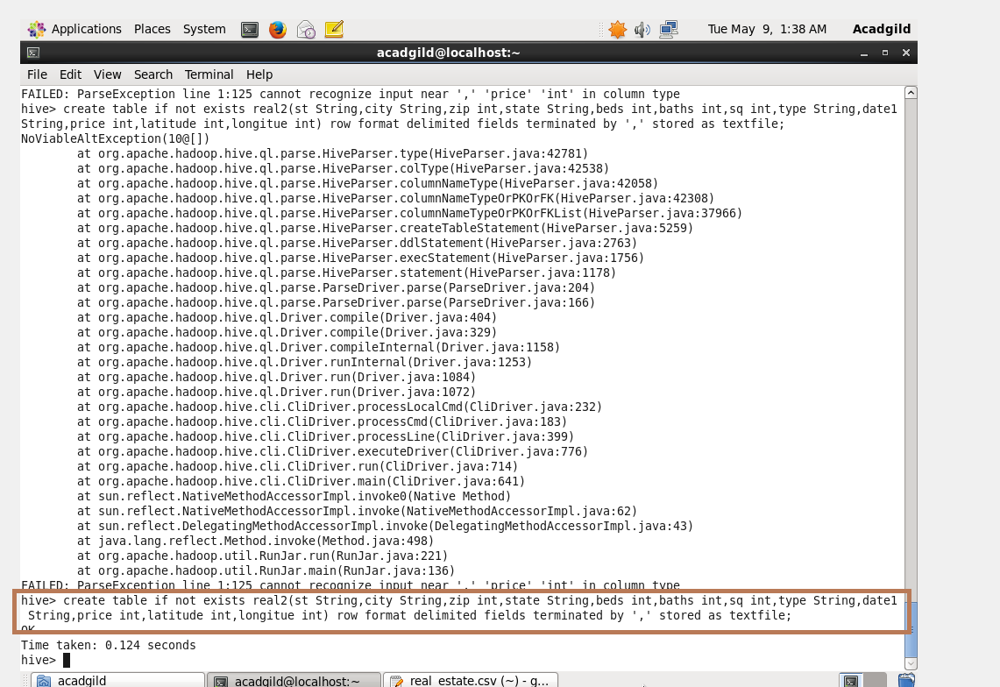 Applications Places System Tue May 9, 1:38 AM Acadgild
acadgild@localhost:~
File Edit View Search Terminal Help
FAILED: ParseException line 1:125 cannot recognize input near ',' 'price' 'int' in column type
hive> create table if not exists real2(st String,city String,zip int,state String,beds int,baths int,sq int,type String,date1
String,price int,latitude int,longitue int) row format delimited fields terminated by ',' stored as textfile;
NoViableAltException(10@[])
at org.apache.hadoop.hive.ql.parse.HiveParser.type(HiveParser.java:42781)
at org.apache.hadoop.hive.ql.parse.HiveParser.colType(HiveParser.java:42538)
at org.apache.hadoop.hive.ql.parse.HiveParser.columnNameType(HiveParser.java:42058)
at org.apache.hadoop.hive.ql.parse.HiveParser.columnNameTypeOrPKOrFK(HiveParser.java:42308)
at org.apache.hadoop.hive.ql.parse.HiveParser.columnNameTypeOrPKOrFKList(HiveParser.java:37966)
at org.apache.hadoop.hive.ql.parse.HiveParser.createTableStatement(HiveParser.java:5259)
at org.apache.hadoop.hive.ql.parse.HiveParser.ddlStatement(HiveParser.java:2763)
at org.apache.hadoop.hive.ql.parse.HiveParser.execStatement(HiveParser.java:1756)
at org.apache.hadoop.hive.ql.parse.HiveParser.statement(HiveParser.java:1178)
at org.apache.hadoop.hive.ql.parse.ParseDriver.parse(ParseDriver.java:204)
at org.apache.hadoop.hive.ql.parse.ParseDriver.parse(ParseDriver.java:166)
at org.apache.hadoop.hive.ql.Driver.compile(Driver.java:404)
at org.apache.hadoop.hive.ql.Driver.compile(Driver.java:329)
at org.apache.hadoop.hive.ql.Driver.compileInternal(Driver.java:1158)
at org.apache.hadoop.hive.ql.Driver.runInternal(Driver.java:1253)
at org.apache.hadoop.hive.ql.Driver.run(Driver.java:1084)
at org.apache.hadoop.hive.ql.Driver.run(Driver.java:1072)
at org.apache.hadoop.hive.cli.CliDriver.processLocalCmd(CliDriver.java:232)
at org.apache.hadoop.hive.cli.CliDriver.processCmd(CliDriver.java:183)
at org.apache.hadoop.hive.cli.CliDriver.processLine(CliDriver.java:399)
at org.apache.hadoop.hive.cli.CliDriver.executeDriver(CliDriver.java:776)
at org.apache.hadoop.hive.cli.CliDriver.run(CliDriver.java:714)
at org.apache.hadoop.hive.cli.CliDriver.main(CliDriver.java:641)
at sun.reflect.NativeMethodAccessorImpl.invoke0(Native Method)
at sun.reflect.NativeMethodAccessorImpl.invoke(NativeMethodAccessorImpl.java:62)
at sun.reflect.DelegatingMethodAccessorImpl.invoke(DelegatingMethodAccessorImpl.java:43)
at java.lang.reflect.Method.invoke(Method.java:498)
at org.apache.hadoop.util.RunJar.run(RunJar.java:221)
at org.apache.hadoop.util.RunJar.main(RunJar.java:136)
FAILED: ParseException line 1:125 cannot recognize input near ',' 'price' 'int' in column type
hive> create table if not exists real2(st String,city String,zip int,state String,beds int,baths int,sq int,type String,date1
String,price int,latitude int,longitue int) row format delimited fields terminated by ',' stored as textfile;
OK
Time taken: 0.124 seconds
hive>
acadgild acadgild@localhost:~ real_estate.csv (~) - g...